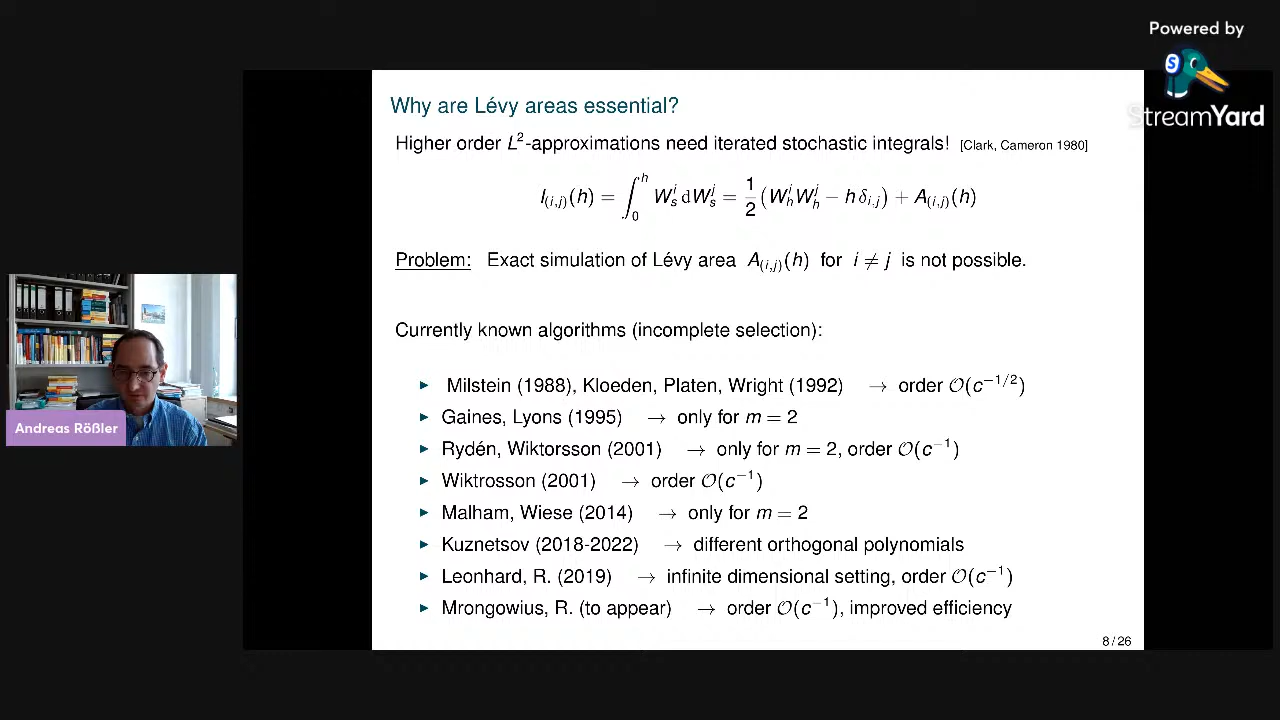 Powered by
StreamYard
Why are Lévy areas essential?
Higher order L²-approximations need iterated stochastic integrals! [Clark, Cameron 1980]
I_{(i,j)}(h) = ∫_0^h W_s^i dW_s^j = 1/2 (W_h^i W_h^j − h δ_{i,j}) + A_{(i,j)}(h)
Problem: Exact simulation of Lévy area A_{(i,j)}(h) for i ≠ j is not possible.
Currently known algorithms (incomplete selection):
▶ Milstein (1988), Kloeden, Platen, Wright (1992) → order O(c^{−1/2})
▶ Gaines, Lyons (1995) → only for m = 2
▶ Rydén, Wiktorsson (2001) → only for m = 2, order O(c^{−1})
▶ Wiktrosson (2001) → order O(c^{−1})
▶ Malham, Wiese (2014) → only for m = 2
▶ Kuznetsov (2018-2022) → different orthogonal polynomials
▶ Leonhard, R. (2019) → infinite dimensional setting, order O(c^{−1})
▶ Mrongowius, R. (to appear) → order O(c^{−1}), improved efficiency
8 / 26
Andreas Rößler